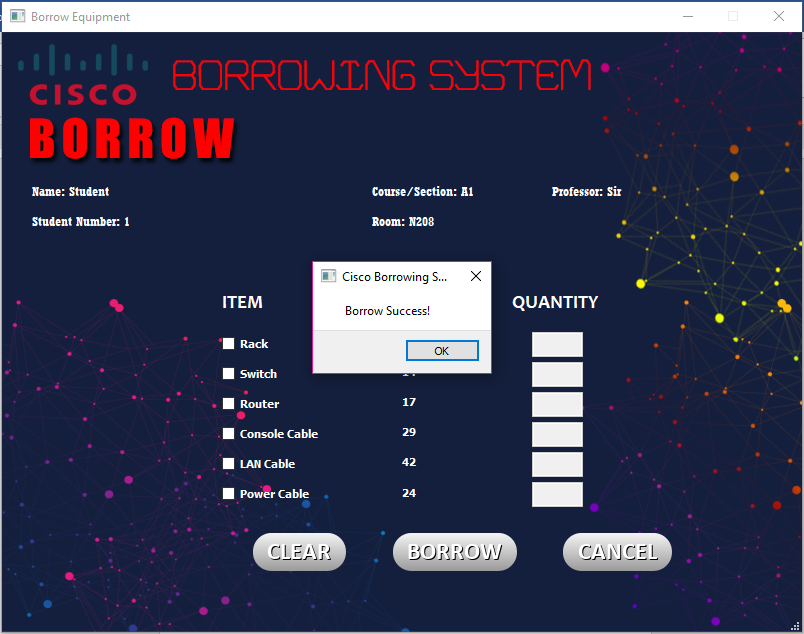 Borrow Equipment
CISCO
BORROWING SYSTEM
BORROW
Name: Student
Course/Section: A1
Professor: Sir
Student Number: 1
Room: N208
Cisco Borrowing S...
Borrow Success!
OK
ITEM
QUANTITY
Rack
Switch
Router
17
Console Cable
29
LAN Cable
42
Power Cable
24
CLEAR
BORROW
CANCEL